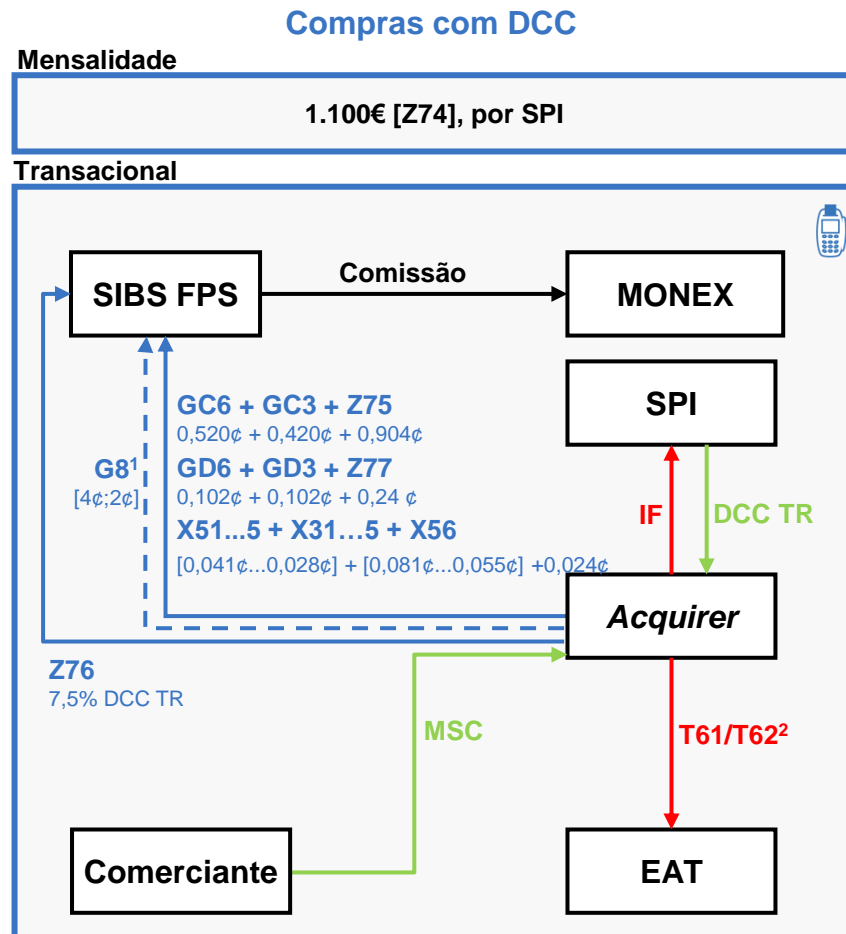 Compras com DCC
Mensalidade
1.100€ [Z74], por SPI
Transacional
SIBS FPS
Comissão
MONEX
SPI
GC6 + GC3 + Z75
0,520¢ + 0,420¢ + 0,904¢
G8¹
[4¢;2¢]
GD6 + GD3 + Z77
0,102¢ + 0,102¢ + 0,24 ¢
X51...5 + X31…5 + X56
[0,041¢...0,028¢] + [0,081¢...0,055¢] +0,024¢
IF
DCC TR
Acquirer
Z76
7,5% DCC TR
MSC
T61/T62²
Comerciante
EAT